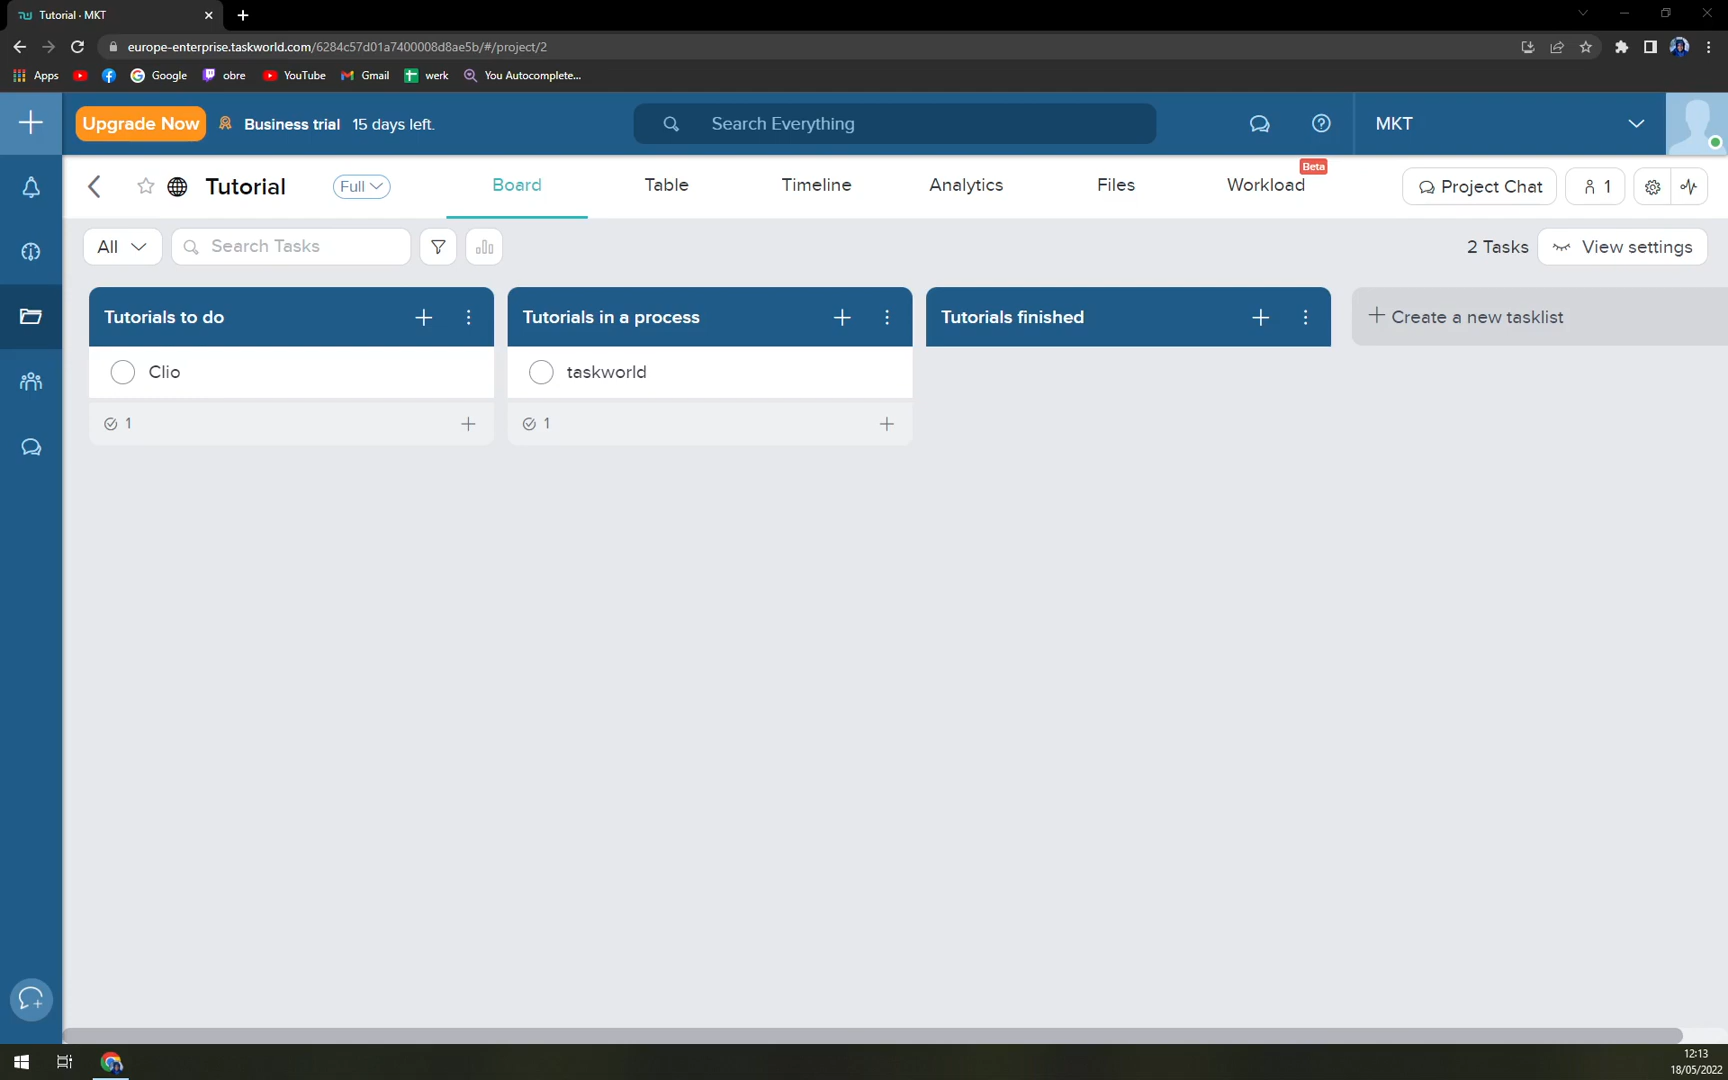 Tutorial · MKT
europe-enterprise.taskworld.com/6284c57d01a7400008d8ae5b/#/project/2
Apps Google obre YouTube Gmail werk You Autocomplete...
Upgrade Now Business trial 15 days left. Search Everything MKT
Tutorial Full Board Table Timeline Analytics Files Workload Beta Project Chat 1
All Search Tasks 2 Tasks View settings
Tutorials to do Tutorials in a process Tutorials finished Create a new tasklist
Clio taskworld
1 1
12:13
18/05/2022